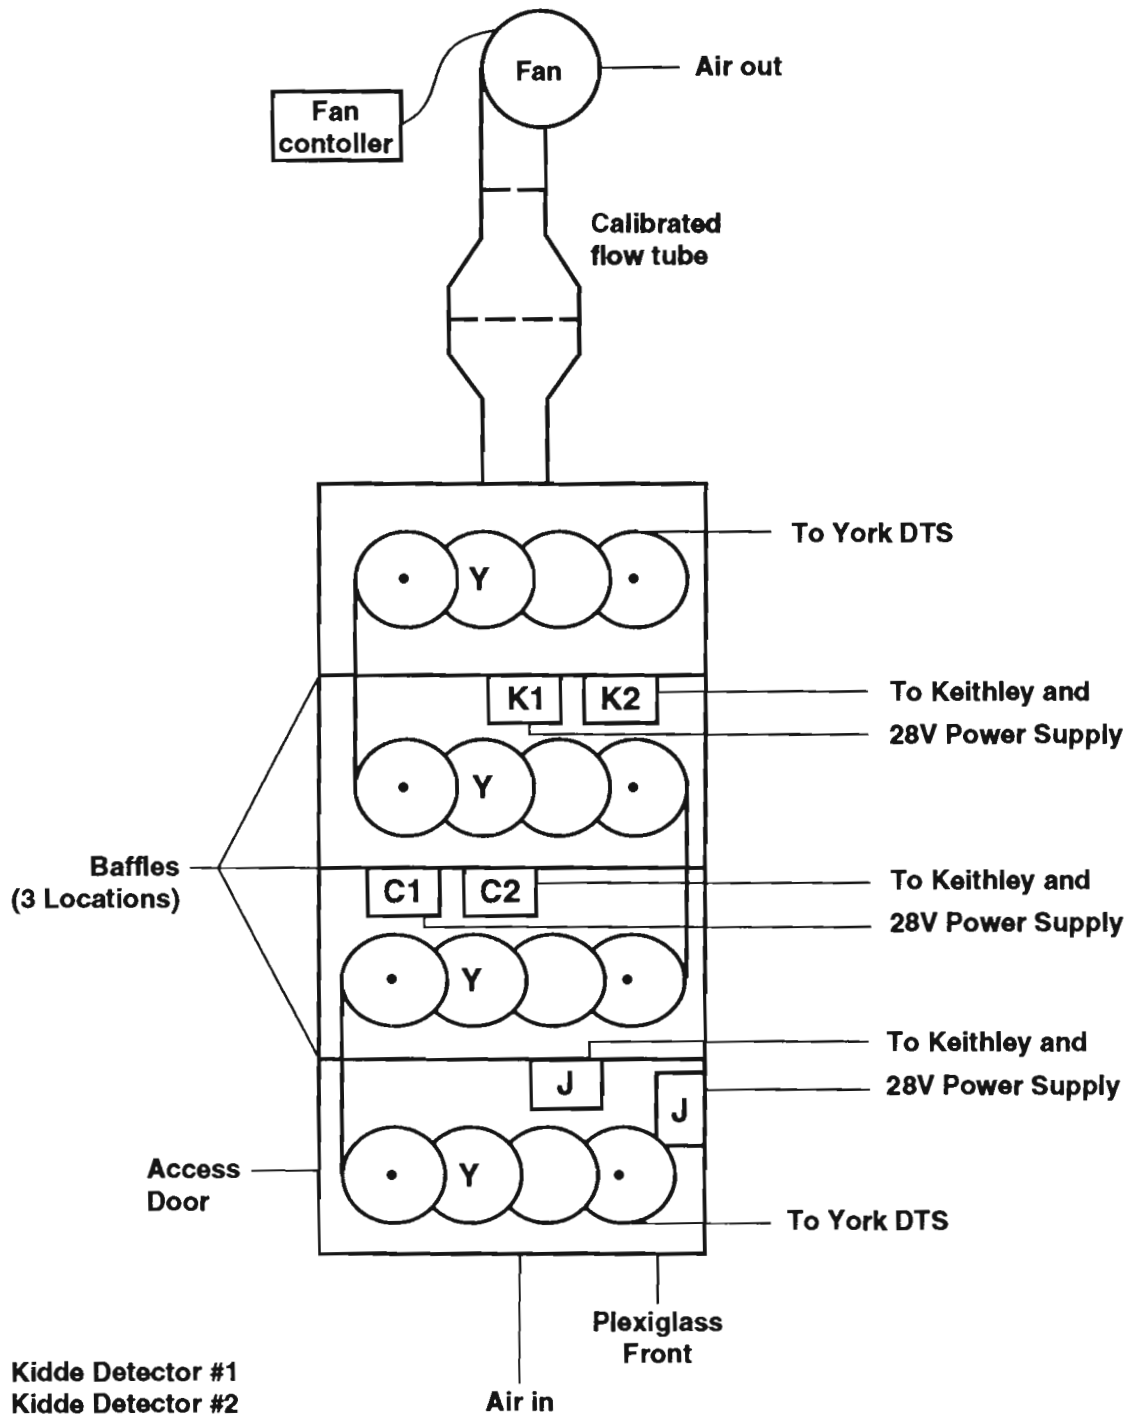 Fan
Air out
Fan
contoller
Calibrated
flow tube
To York DTS
Y
K1
K2
To Keithley and
28V Power Supply
Y
Baffles
(3 Locations)
C1
C2
To Keithley and
28V Power Supply
Y
To Keithley and
28V Power Supply
J
J
Access
Door
Y
To York DTS
Plexiglass
Front
Kidde Detector #1
Kidde Detector #2
Air in